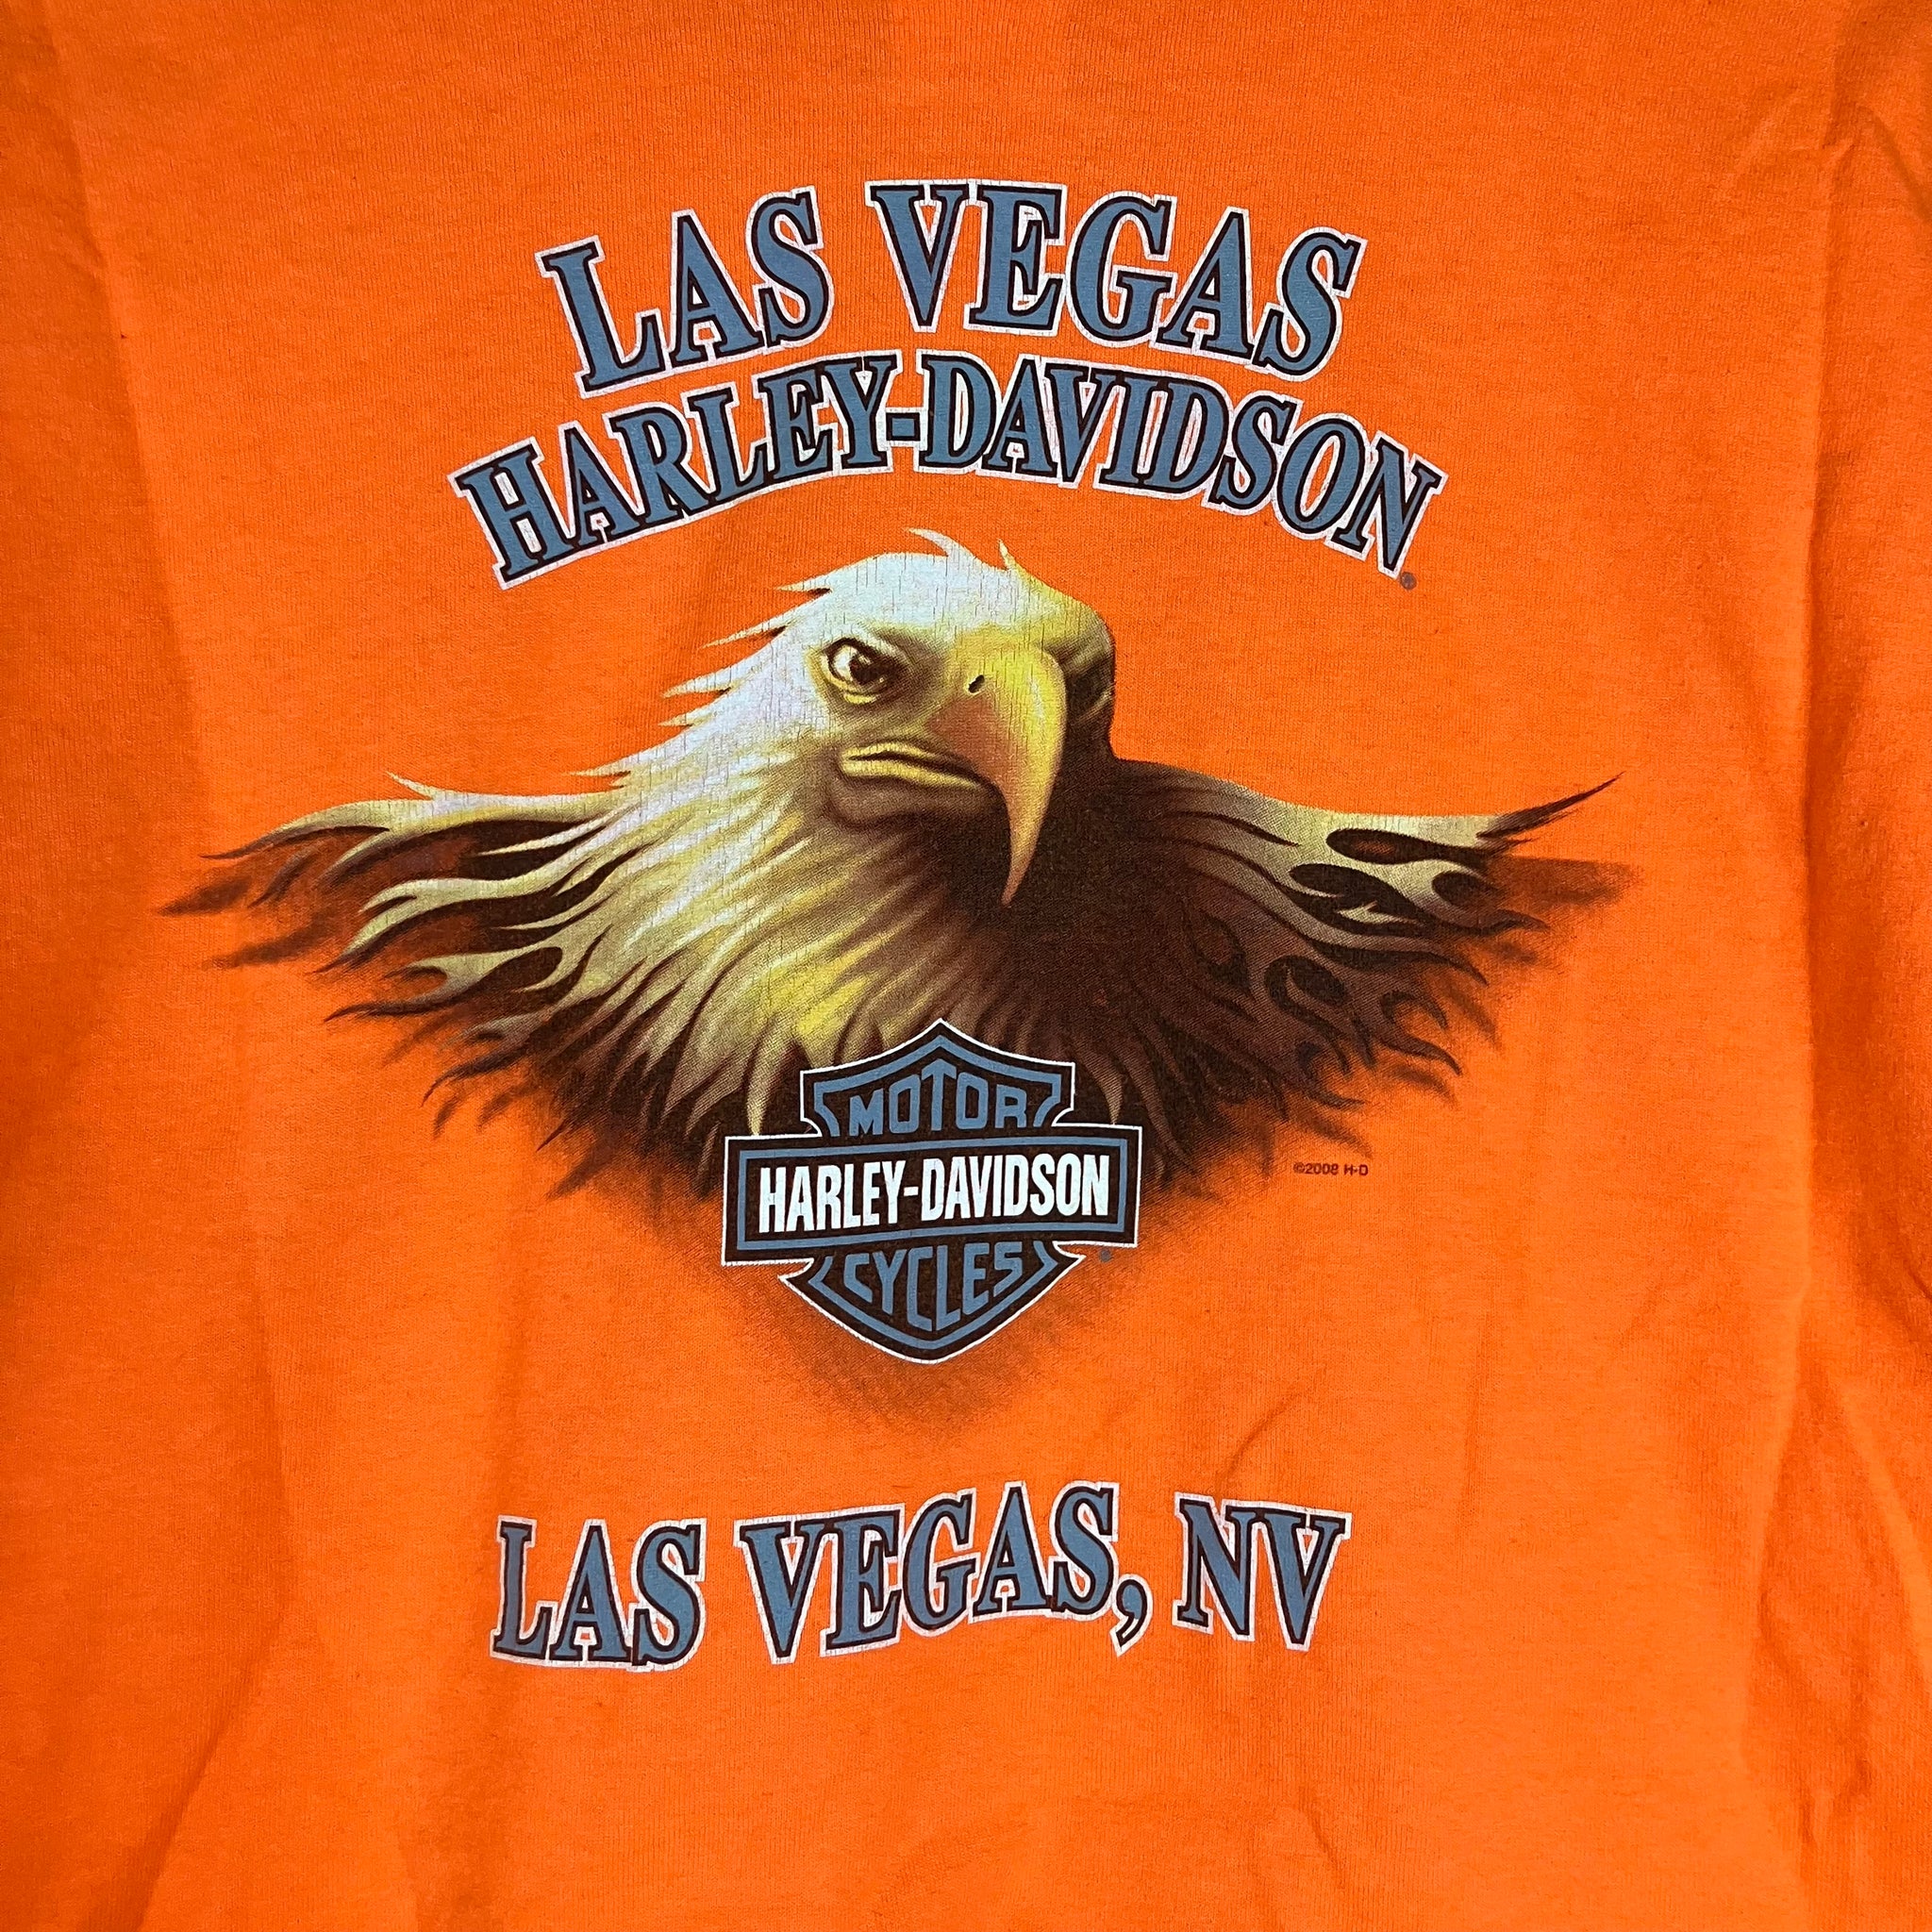 LAS VEGAS
HARLEY-DAVIDSON®
MOTOR
HARLEY-DAVIDSON
CYCLES
®
©2008 H-D
LAS VEGAS, NV